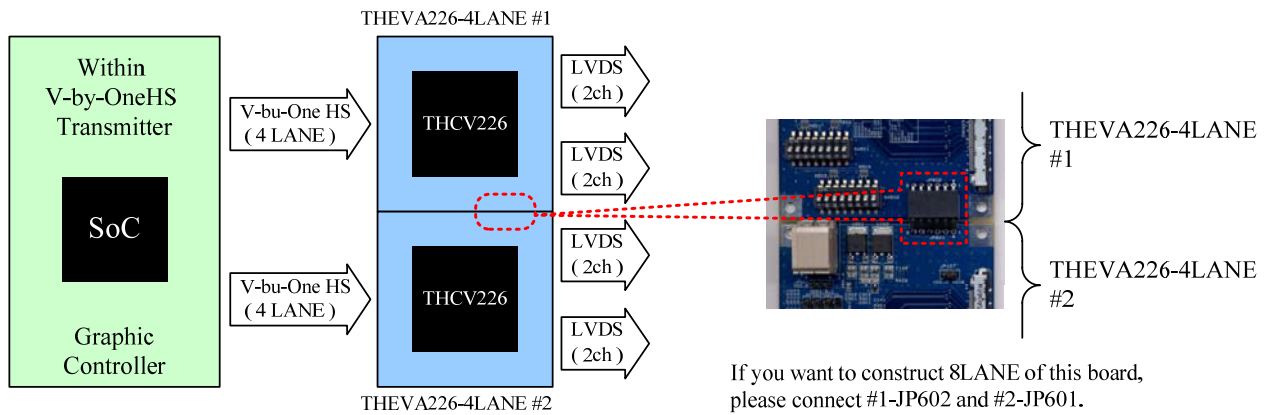 THEVA226-4LANE #1
Within
V-by-OneHS
Transmitter
SoC
Graphic
Controller
V-bu-One HS
( 4 LANE )
V-bu-One HS
( 4 LANE )
THCV226
THCV226
THEVA226-4LANE #2
LVDS
( 2ch )
LVDS
( 2ch )
LVDS
( 2ch )
LVDS
( 2ch )
THEVA226-4LANE
#1
THEVA226-4LANE
#2
If you want to construct 8LANE of this board,
please connect #1-JP602 and #2-JP601.